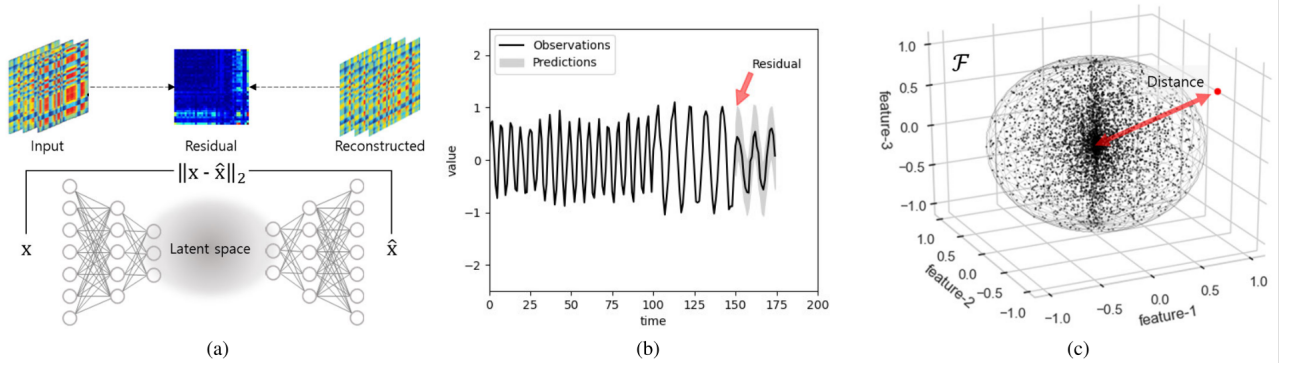 Input
Residual
Reconstructed
‖x - x̂‖₂
x
Latent space
x̂
(a)
Observations
Predictions
Residual
value
2
1
0
−1
−2
0
25
50
75
100
125
150
175
200
time
(b)
ℱ
Distance
feature-3
1.0
0.5
0.0
−0.5
−1.0
feature-2
1.0
0.5
0.0
−0.5
−1.0
feature-1
−1.0
−0.5
0.0
0.5
1.0
(c)